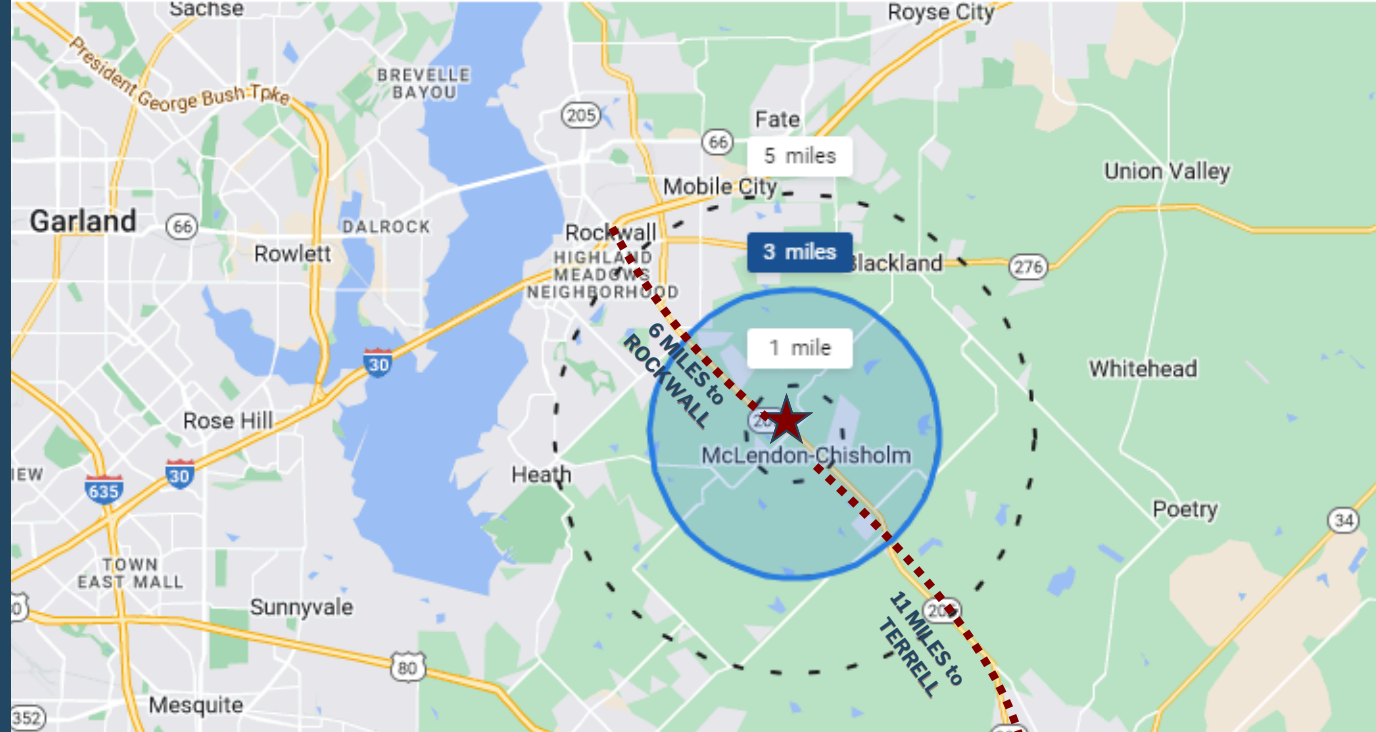 Sachse
Royse City
President George Bush Tpke
BREVELLE
BAYOU
205
Fate
66
5 miles
Union Valley
Mobile City
Garland
66
DALROCK
Rockwall
Rowlett
3 miles
Blackland
276
HIGHLAND
MEADOWS
NEIGHBORHOOD
1 mile
30
6 MILES to
ROCKWALL
Whitehead
Rose Hill
McLendon-Chisholm
30
635
Heath
Poetry
34
TOWN
EAST MALL
Sunnyvale
11 MILES to
TERRELL
80
Mesquite
352